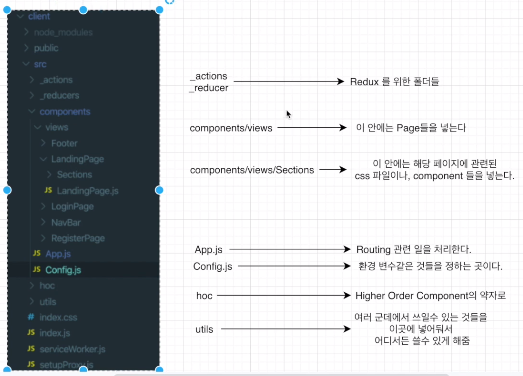 client
node_modules
public
src
_actions
_reducers
components
views
Footer
LandingPage
Sections
JS LandingPage.js
LoginPage
NavBar
RegisterPage
JS App.js
JS Config.js
hoc
utils
# index.css
JS index.js
JS serviceWorker.js
JS setupProxy.js
_actions
_reducer
Redux 를 위한 폴더들
components/views
이 안에는 Page들을 넣는다
components/views/Sections
이 안에는 해당 페이지에 관련된
css 파일이나, component 들을 넣는다.
App.js
Routing 관련 일을 처리한다.
Config.js
환경 변수같은 것들을 정하는 곳이다.
hoc
Higher Order Component의 약자로
utils
여러 군데에서 쓰일수 있는 것들을
이곳에 넣어둬서
어디서든 쓸수 있게 해줌